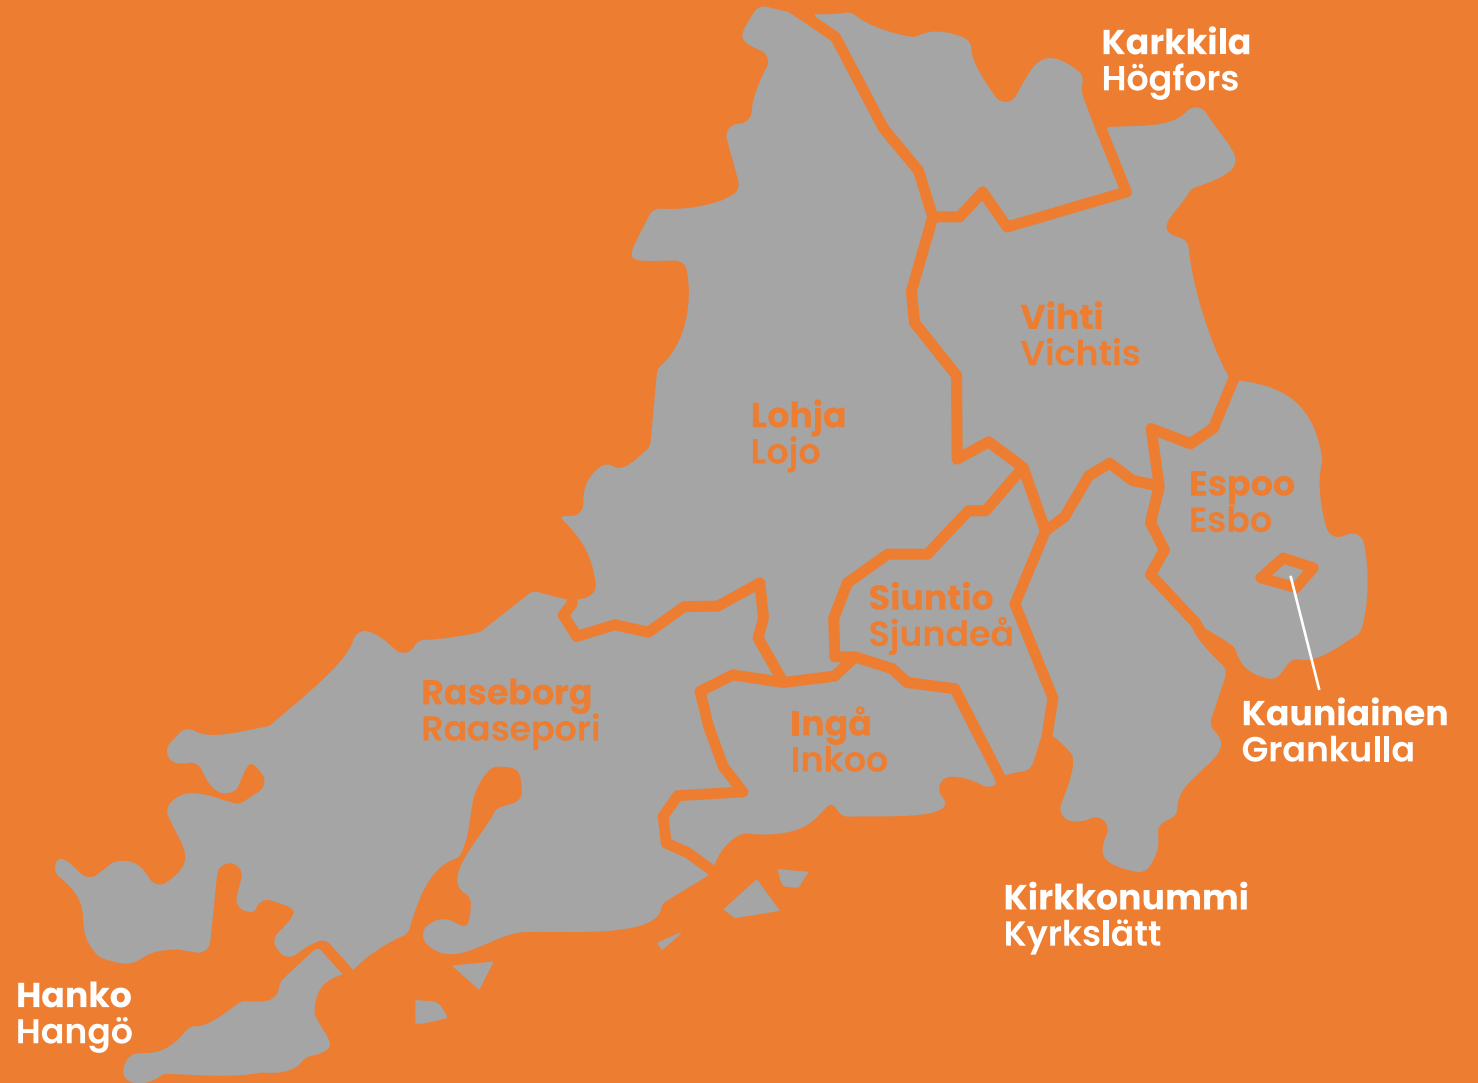 Karkkila
Högfors
Vihti
Vichtis
Lohja
Lojo
Espoo
Esbo
Siuntio
Sjundeå
Raseborg
Raasepori
Ingå
Inkoo
Kauniainen
Grankulla
Kirkkonummi
Kyrkslätt
Hanko
Hangö